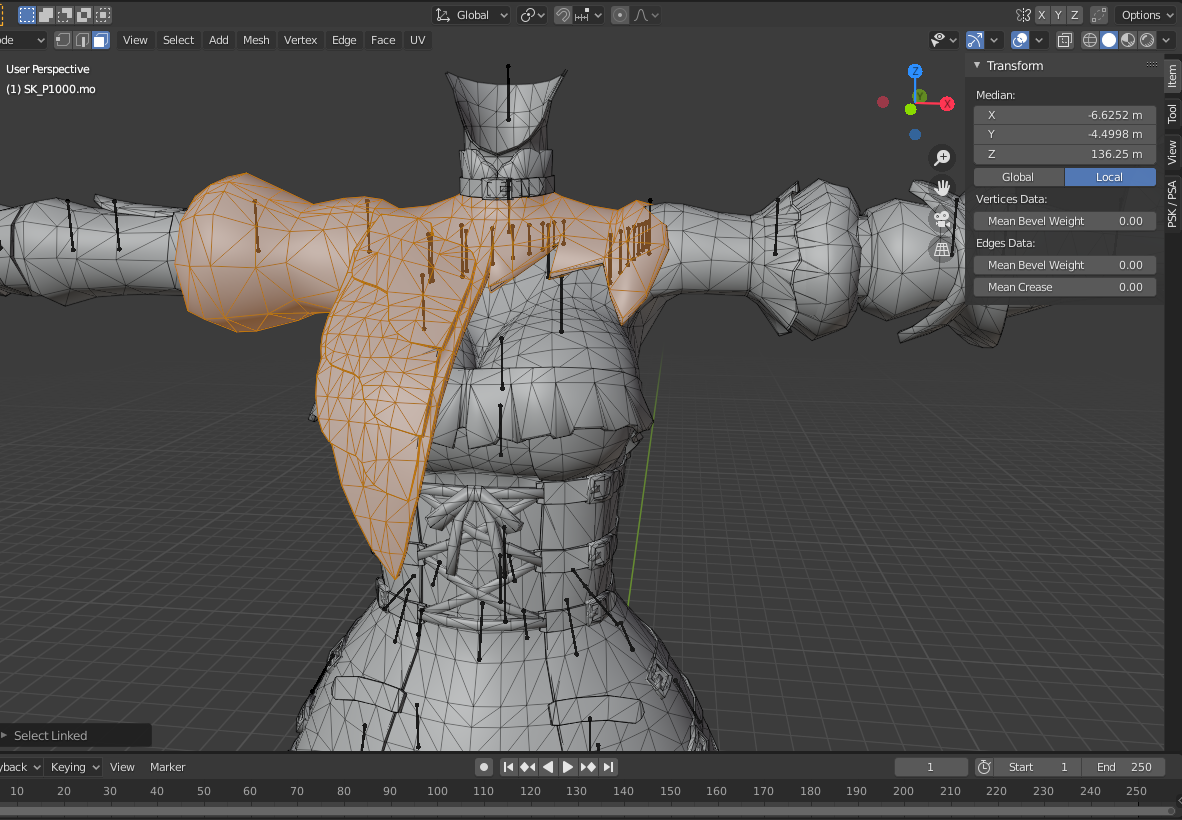 Global X Y Z Options
de View Select Add Mesh Vertex Edge Face UV
User Perspective
(1) SK_P1000.mo
Z
Y
X
Transform
Median:
X -6.6252 m
Y -4.4998 m
Z 136.25 m
Global Local
Vertices Data:
Mean Bevel Weight 0.00
Edges Data:
Mean Bevel Weight 0.00
Mean Crease 0.00
Item
Tool
View
PSK / PSA
Select Linked
yback Keying View Marker 1 Start 1 End 250
10 20 30 40 50 60 70 80 90 100 110 120 130 140 150 160 170 180 190 200 210 220 230 240 250